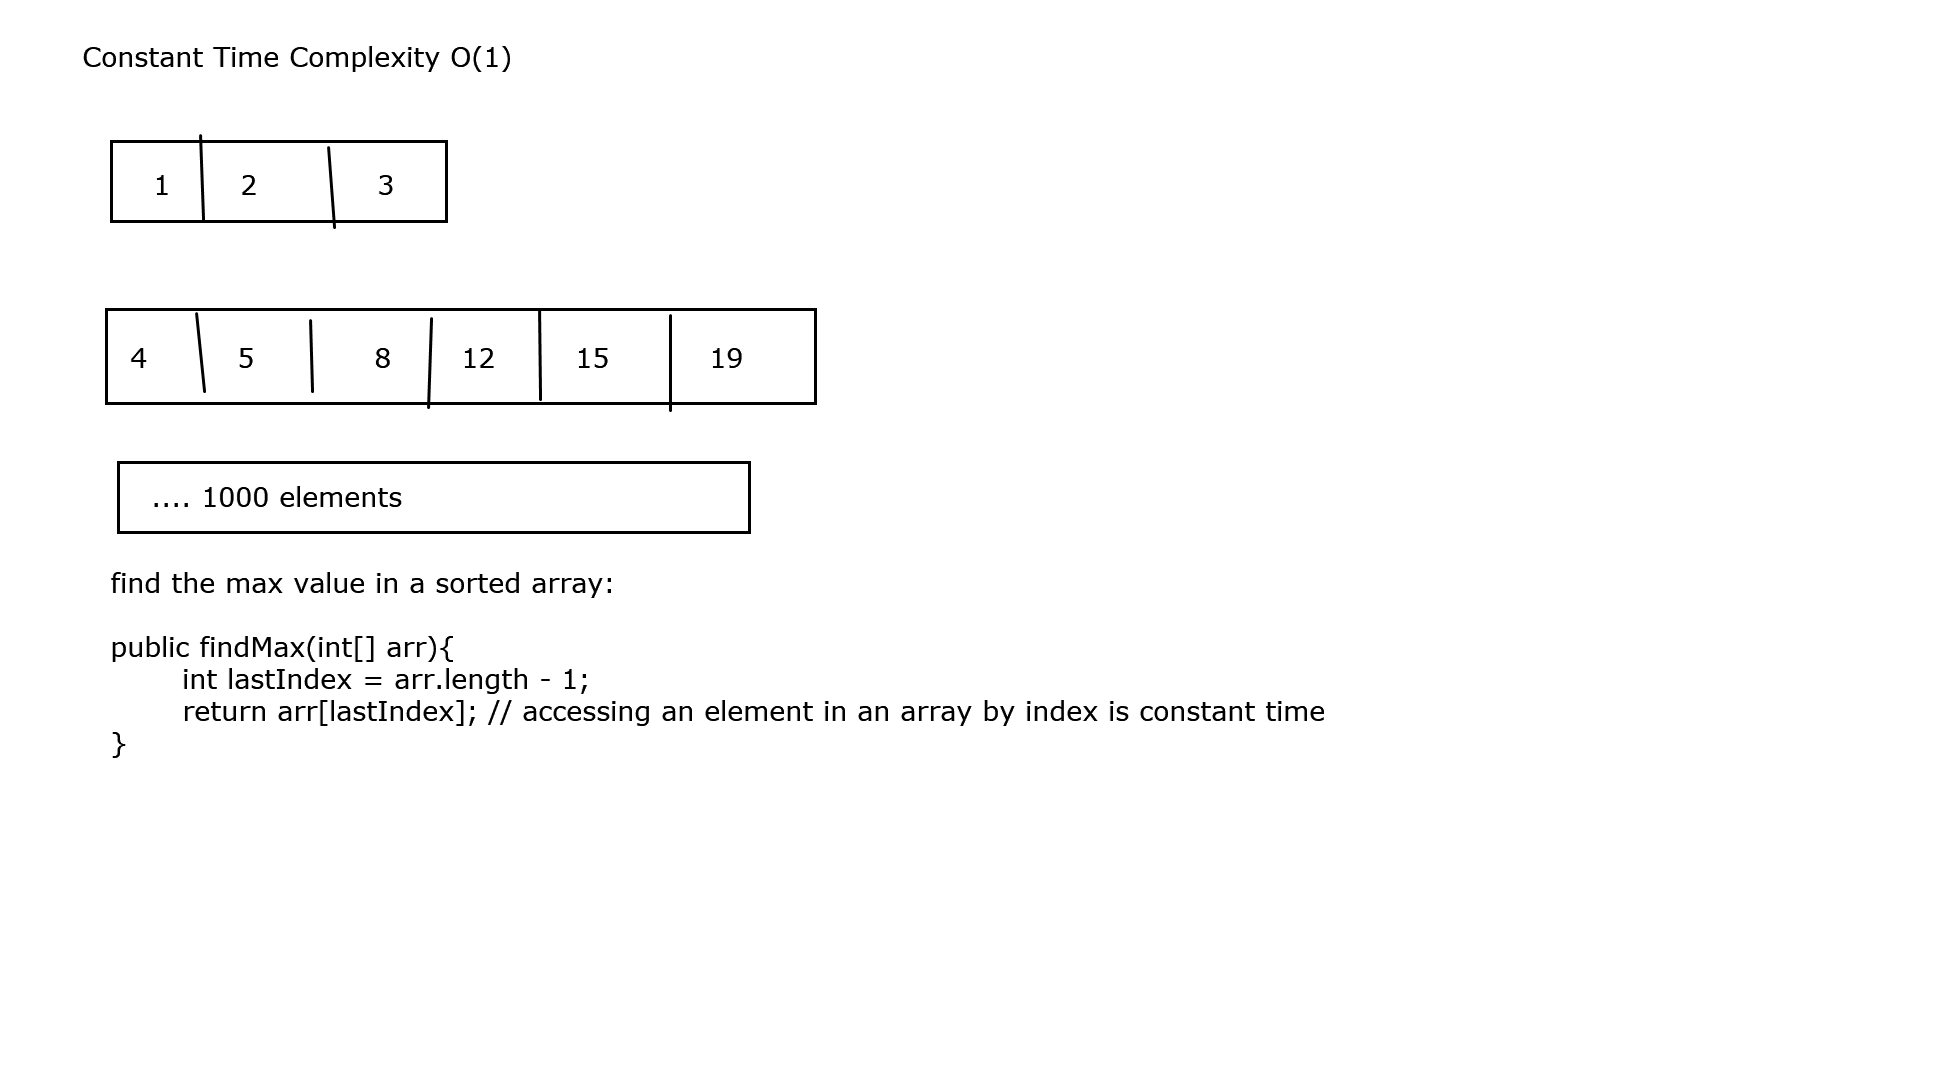 Constant Time Complexity O(1)
1 2 3
4 5 8 12 15 19
.... 1000 elements
find the max value in a sorted array:
public findMax(int[] arr){
int lastIndex = arr.length - 1;
return arr[lastIndex]; // accessing an element in an array by index is constant time
}